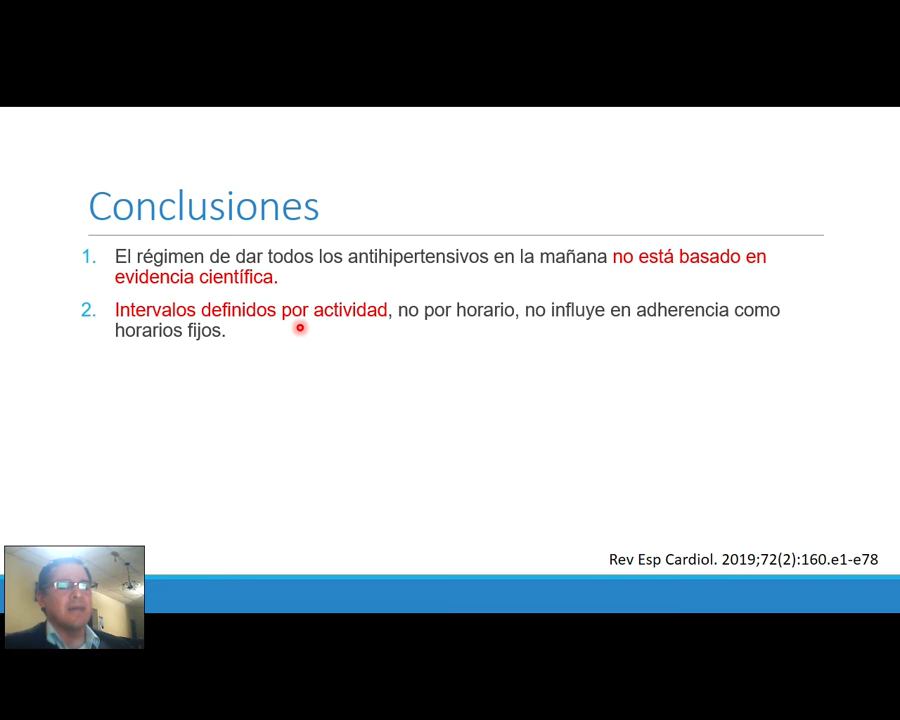 Conclusiones
1. El régimen de dar todos los antihipertensivos en la mañana no está basado en
evidencia científica.
2. Intervalos definidos por actividad, no por horario, no influye en adherencia como
horarios fijos.
Rev Esp Cardiol. 2019;72(2):160.e1-e78